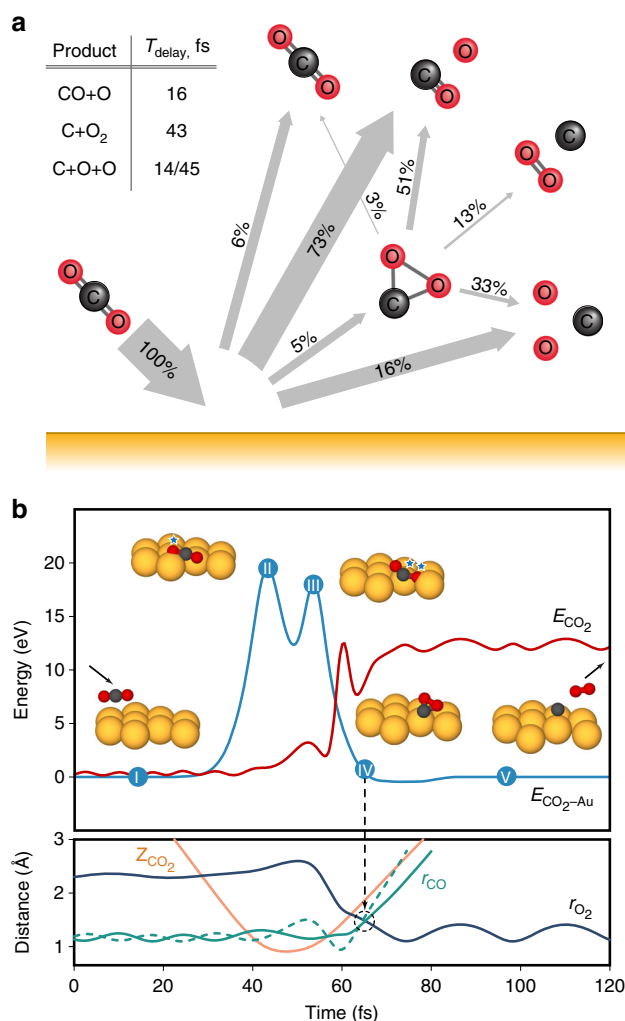 a
Product T_delay, fs
CO+O 16
C+O₂ 43
C+O+O 14/45
O C O
O C O
O C O
C
O O
6%
73%
3%
51%
13%
O O
C
33%
O
C
O
5%
16%
100%
b
Energy (eV)
20
15
10
5
0
I
II
III
IV
V
E_CO₂
E_CO₂–Au
Distance (Å)
3
2
1
Z_CO₂
r_CO
r_O₂
0 20 40 60 80 100 120
Time (fs)